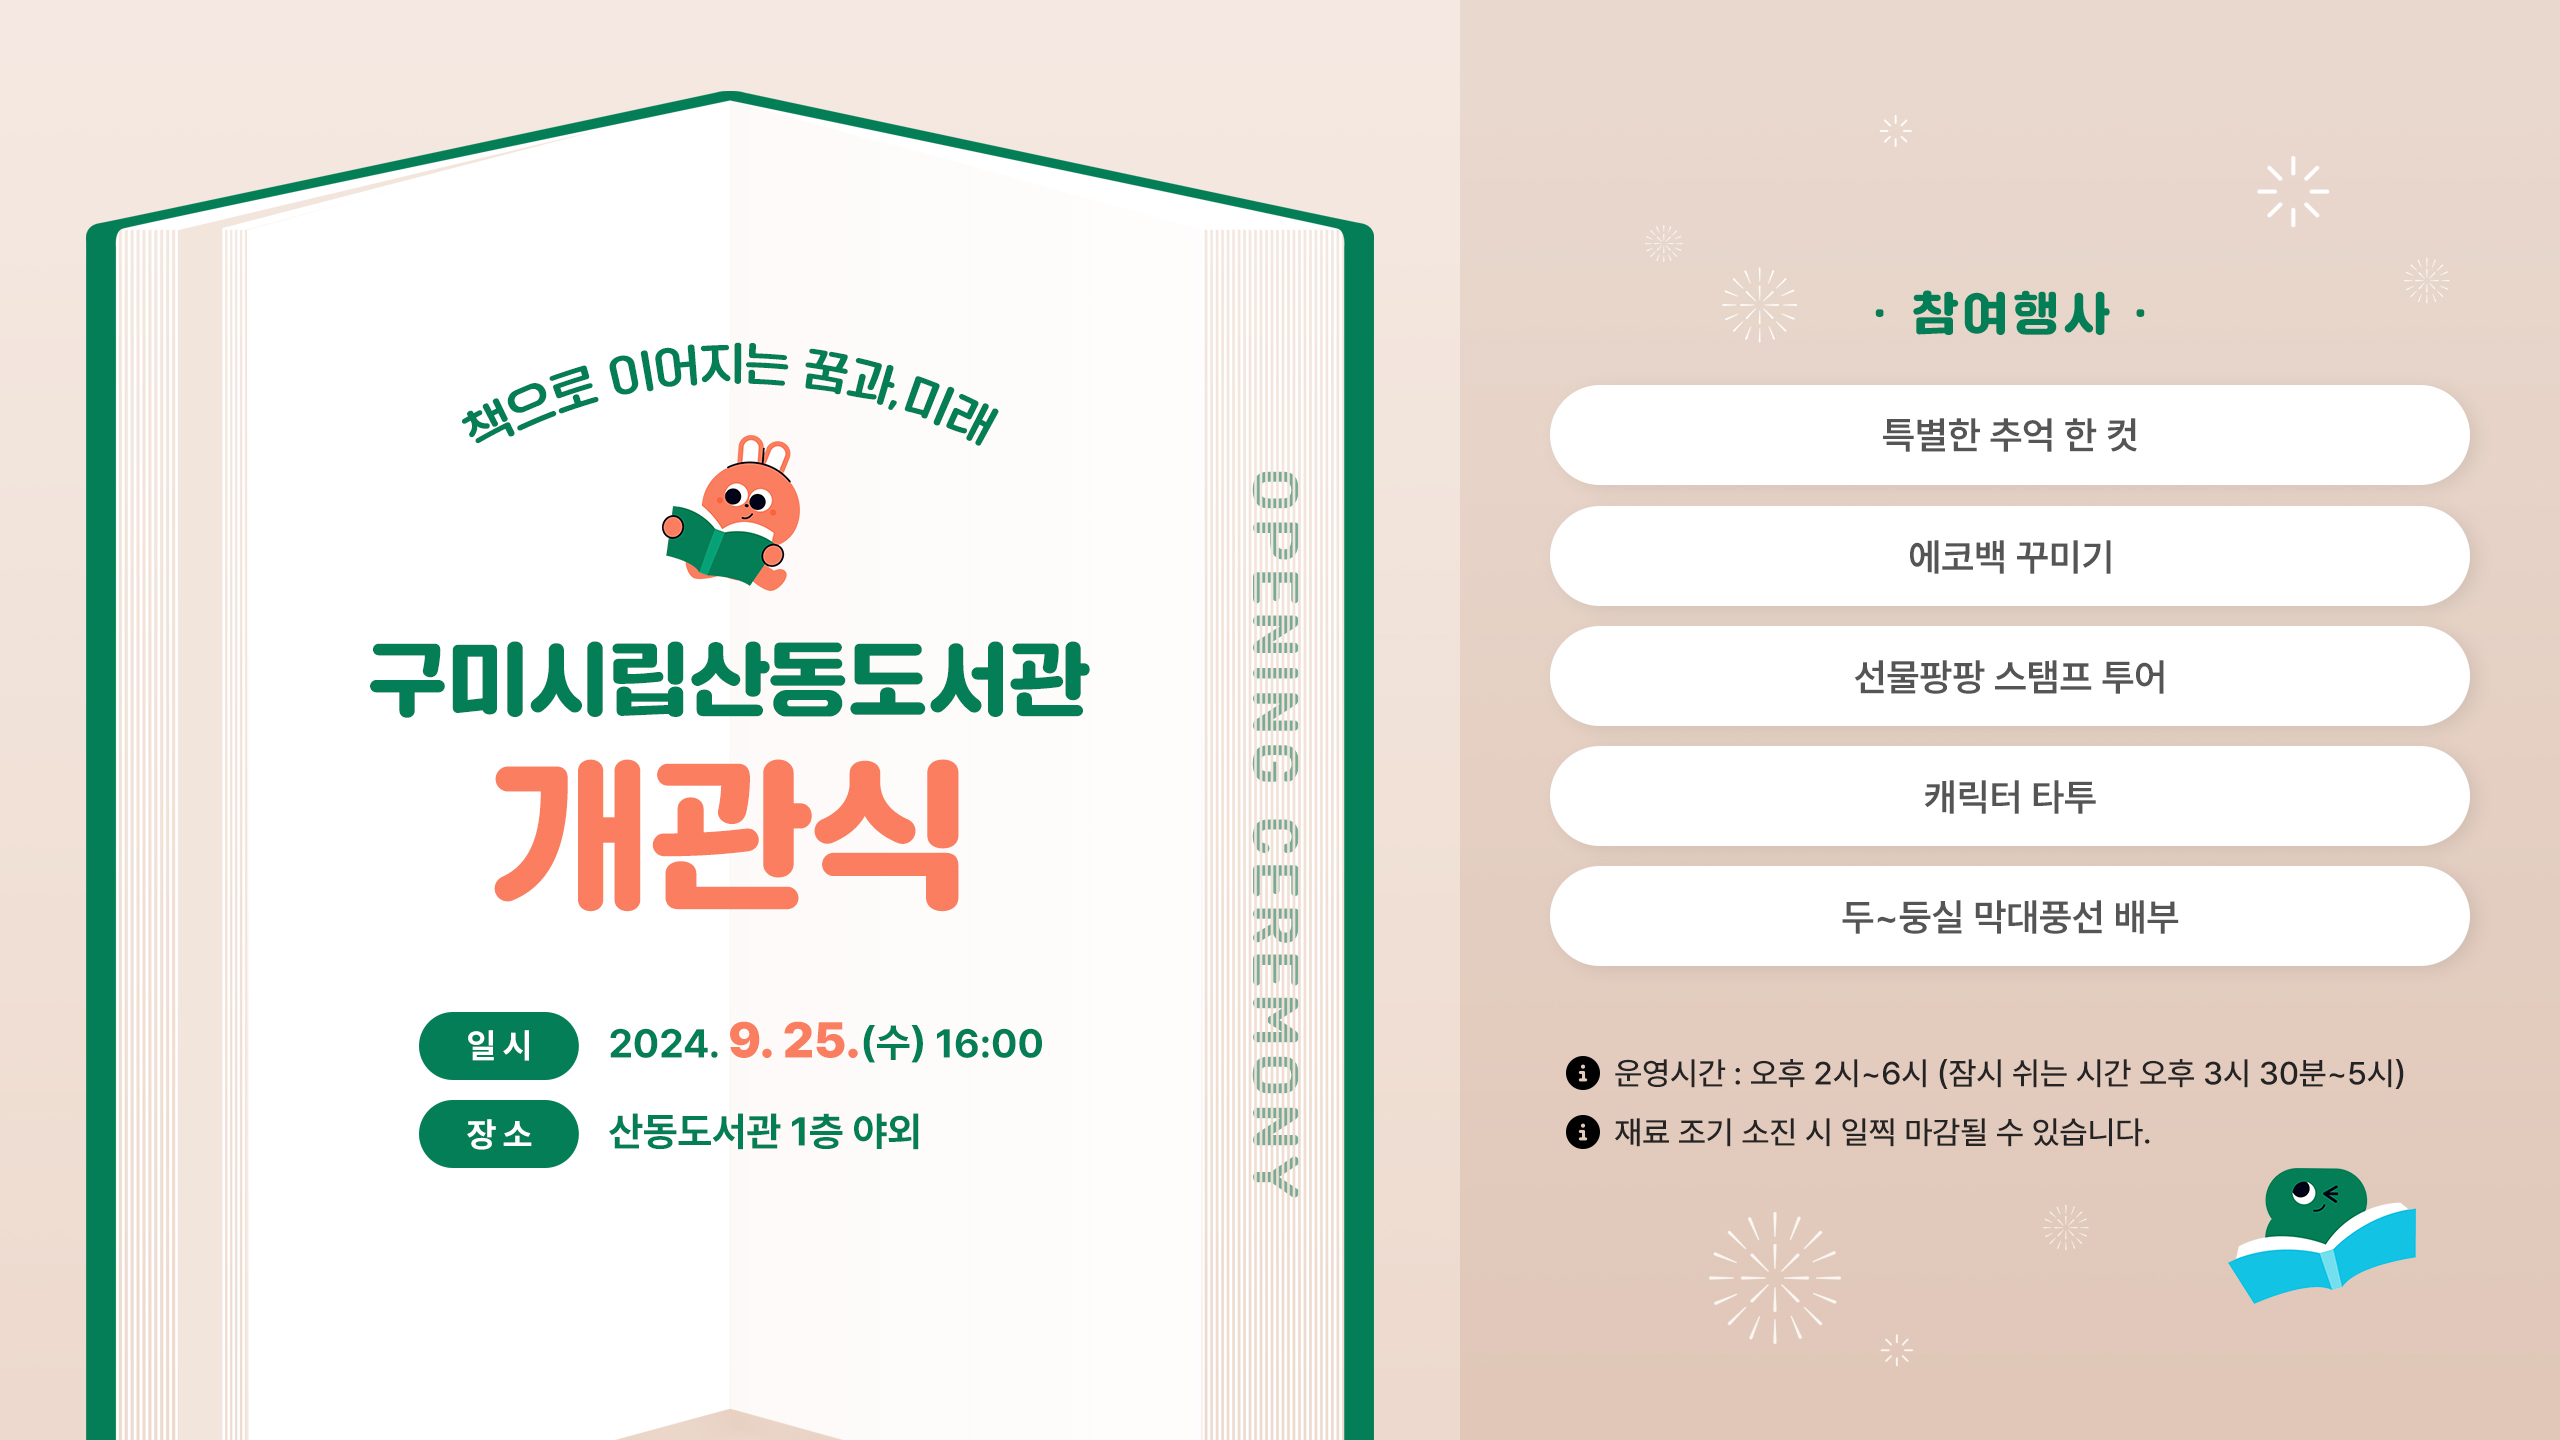 책으로 이어지는 꿈과, 미래
구미시립산동도서관
개관식
일시 2024. 9. 25.(수) 16:00
장소 산동도서관 1층 야외
OPENING CEREMONY
· 참여행사 ·
특별한 추억 한 컷
에코백 꾸미기
선물팡팡 스탬프 투어
캐릭터 타투
두~둥실 막대풍선 배부
운영시간 : 오후 2시~6시 (잠시 쉬는 시간 오후 3시 30분~5시)
재료 조기 소진 시 일찍 마감될 수 있습니다.